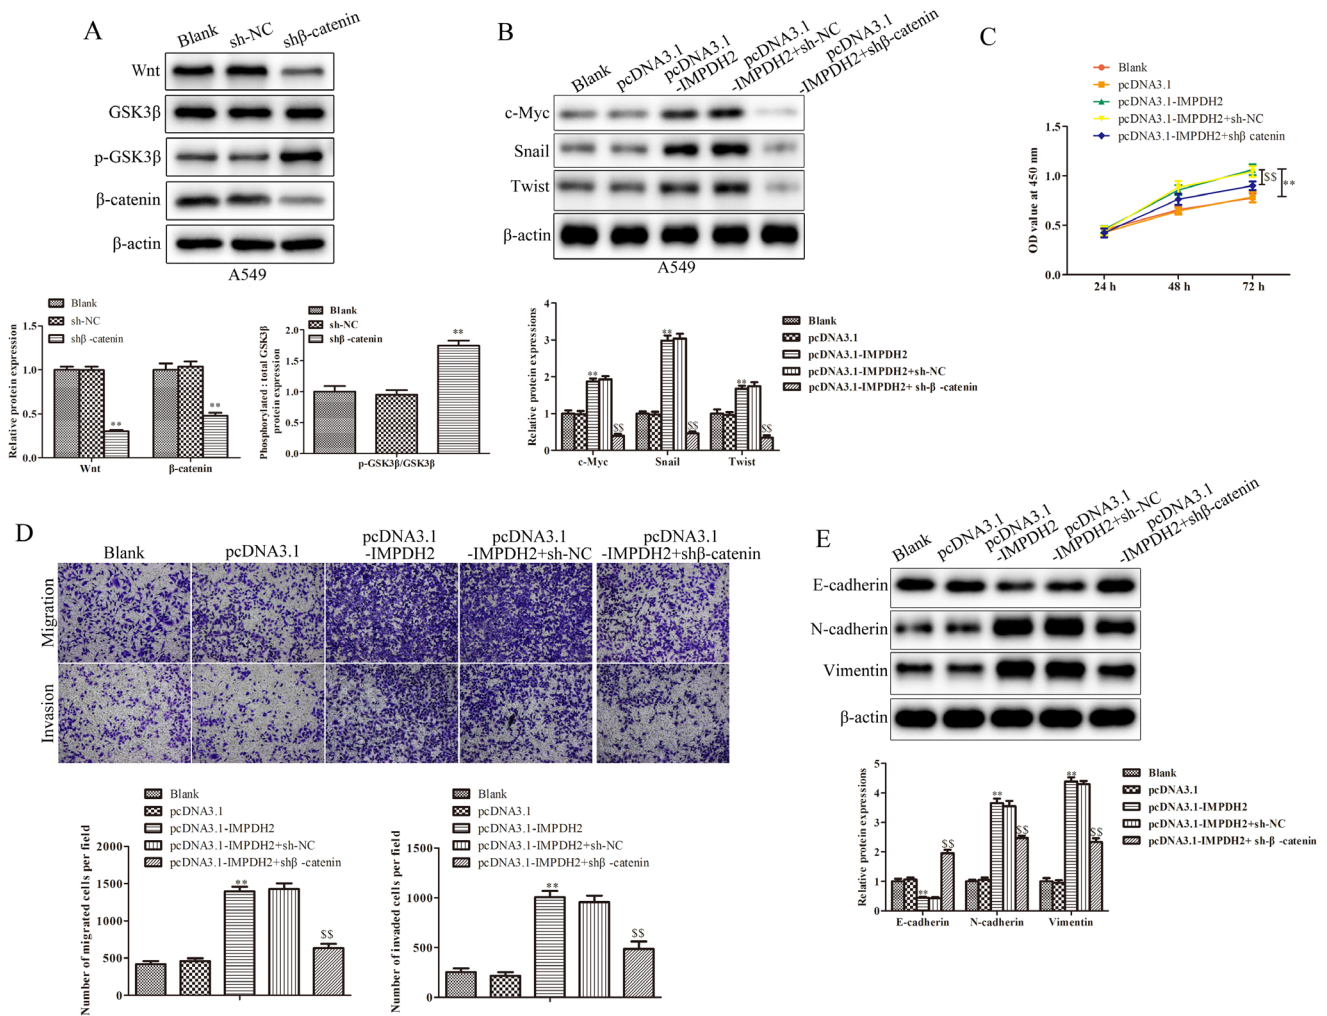 A
Blank
sh-NC
shβ-catenin
Wnt
GSK3β
p-GSK3β
β-catenin
β-actin
A549
Relative protein expression
Blank
sh-NC
shβ -catenin
1.5
1.0
0.5
0.0
**
**
Wnt
β-catenin
Phosphorylated : total GSK3β
protein expression
Blank
sh-NC
shβ -catenin
2.0
1.5
1.0
0.5
0.0
**
p-GSK3β/GSK3β
B
Blank
pcDNA3.1
pcDNA3.1
-IMPDH2
pcDNA3.1
-IMPDH2+sh-NC
pcDNA3.1
-IMPDH2+shβ-catenin
c-Myc
Snail
Twist
β-actin
A549
Relative protein expressions
4
3
2
1
0
**
$$
**
$$
**
$$
c-Myc
Snail
Twist
Blank
pcDNA3.1
pcDNA3.1-IMPDH2
pcDNA3.1-IMPDH2+sh-NC
pcDNA3.1-IMPDH2+ sh-β -catenin
C
Blank
pcDNA3.1
pcDNA3.1-IMPDH2
pcDNA3.1-IMPDH2+sh-NC
pcDNA3.1-IMPDH2+shβ catenin
OD value at 450 nm
1.5
1.0
0.5
0.0
$$
**
24 h
48 h
72 h
D
Blank
pcDNA3.1
pcDNA3.1
-IMPDH2
pcDNA3.1
-IMPDH2+sh-NC
pcDNA3.1
-IMPDH2+shβ-catenin
Migration
Invasion
Number of migrated cells per field
Blank
pcDNA3.1
pcDNA3.1-IMPDH2
pcDNA3.1-IMPDH2+sh-NC
pcDNA3.1-IMPDH2+shβ -catenin
2000
1500
1000
500
0
**
$$
Number of invaded cells per field
Blank
pcDNA3.1
pcDNA3.1-IMPDH2
pcDNA3.1-IMPDH2+sh-NC
pcDNA3.1-IMPDH2+shβ -catenin
1500
1000
500
0
**
$$
E
Blank
pcDNA3.1
pcDNA3.1
-IMPDH2
pcDNA3.1
-IMPDH2+sh-NC
pcDNA3.1
-IMPDH2+shβ-catenin
E-cadherin
N-cadherin
Vimentin
β-actin
Relative protein expressions
5
4
3
2
1
0
**
$$
**
$$
**
$$
E-cadherin
N-cadherin
Vimentin
Blank
pcDNA3.1
pcDNA3.1-IMPDH2
pcDNA3.1-IMPDH2+sh-NC
pcDNA3.1-IMPDH2+ sh-β -catenin